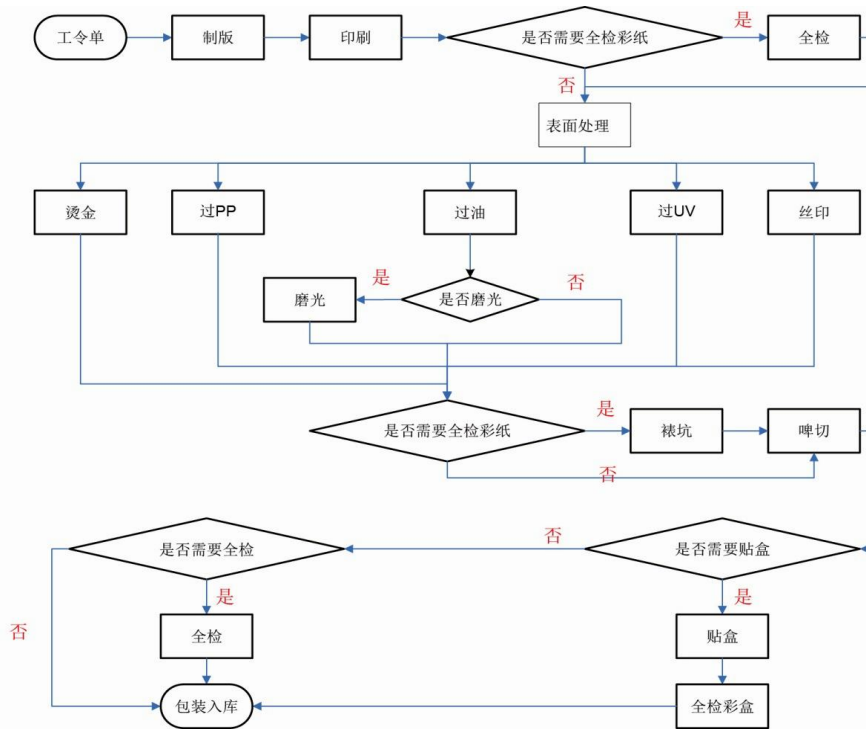 工令单
制版
印刷
是否需要全检彩纸
是
全检
否
表面处理
烫金
过PP
过油
过UV
丝印
是
否
磨光
是否磨光
是否需要全检彩纸
是
裱坑
啤切
否
是否需要全检
否
是否需要贴盒
是
是
否
全检
贴盒
包装入库
全检彩盒